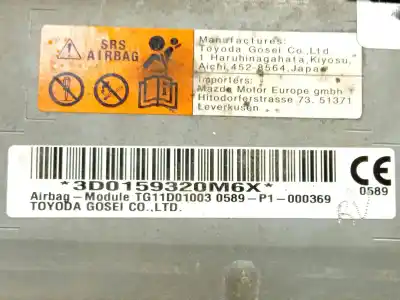 SRS
AIRBAG
Manufactures:
Toyoda Gosei Co.,Ltd
1 Haruhinagahata,Kiyosu,
Aichi,452-8564,Japan
Importers:
Mazda Motor Europe gmbh
Hitodorferstrasse 73. 51371
Leverkusen
*3D0159320M6X*
Airbag-Module TG11D01003 0589-P1-000369
TOYODA GOSEI CO.,LTD.
CE
0589